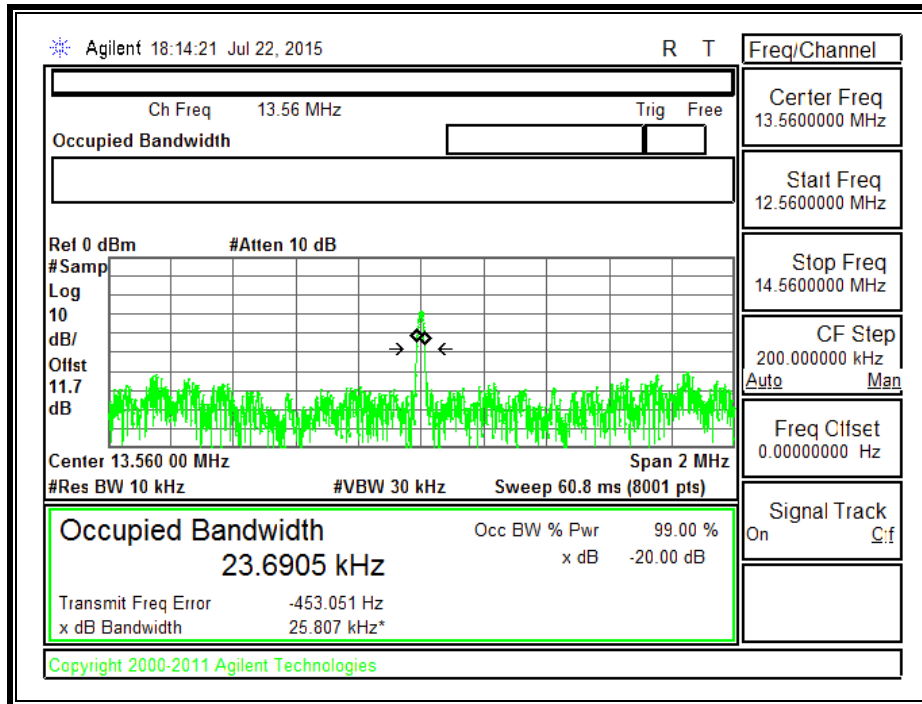 Agilent 18:14:21 Jul 22, 2015 R T
Ch Freq 13.56 MHz Trig Free
Occupied Bandwidth
Ref 0 dBm #Atten 10 dB
#Samp
Log
10
dB/
Offst
11.7
dB
Center 13.560 00 MHz Span 2 MHz
#Res BW 10 kHz #VBW 30 kHz Sweep 60.8 ms (8001 pts)
Occupied Bandwidth
23.6905 kHz
Occ BW % Pwr 99.00 %
x dB -20.00 dB
Transmit Freq Error -453.051 Hz
x dB Bandwidth 25.807 kHz*
Copyright 2000-2011 Agilent Technologies
Freq/Channel
Center Freq
13.5600000 MHz
Start Freq
12.5600000 MHz
Stop Freq
14.5600000 MHz
CF Step
200.000000 kHz
Auto Man
Freq Offset
0.00000000 Hz
Signal Track
On Off